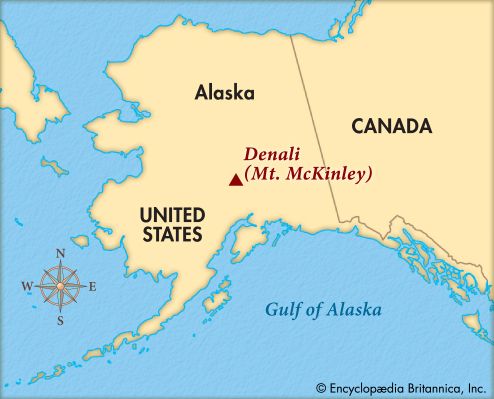 Alaska
CANADA
Denali
(Mt. McKinley)
UNITED
STATES
N
W E
S
Gulf of Alaska
© Encyclopædia Britannica, Inc.